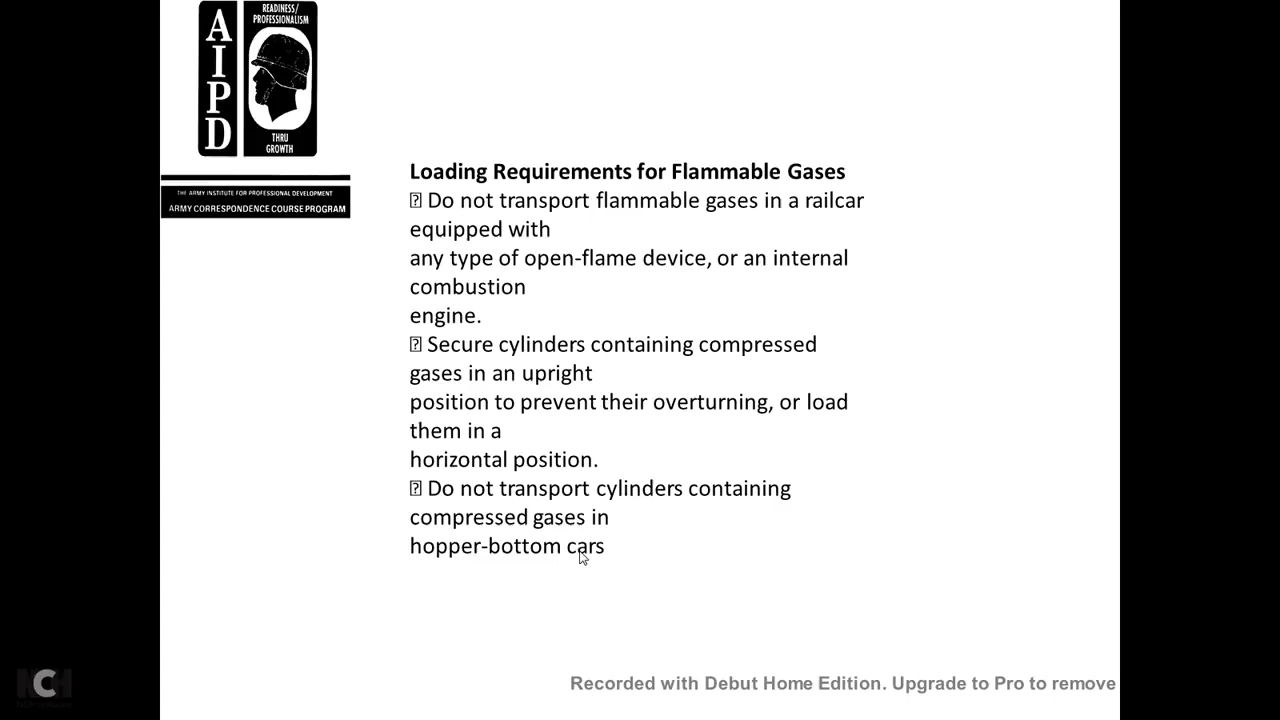 READINESS/
PROFESSIONALISM
AIPD
THRU
GROWTH
THE ARMY INSTITUTE FOR PROFESSIONAL DEVELOPMENT
ARMY CORRESPONDENCE COURSE PROGRAM
Loading Requirements for Flammable Gases
⍰ Do not transport flammable gases in a railcar
equipped with
any type of open-flame device, or an internal
combustion
engine.
⍰ Secure cylinders containing compressed
gases in an upright
position to prevent their overturning, or load
them in a
horizontal position.
⍰ Do not transport cylinders containing
compressed gases in
hopper-bottom cars
NCH
Recorded with Debut Home Edition. Upgrade to Pro to remove